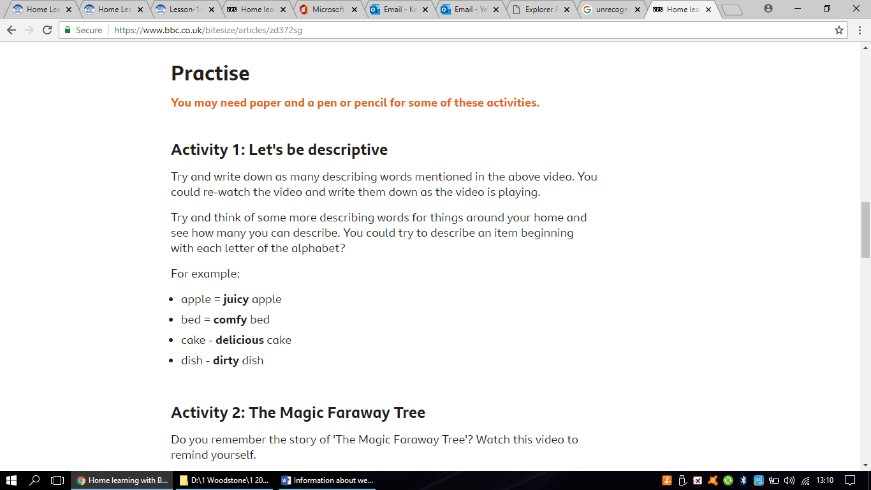 Home Lea
Home Lea
Lesson-1-
Home lea
Microsoft
Email - Ke
Email - Ye
Explorer
unrecogn
Home lea
Secure
https://www.bbc.co.uk/bitesize/articles/zd372sg
Practise
You may need paper and a pen or pencil for some of these activities.
Activity 1: Let's be descriptive
Try and write down as many describing words mentioned in the above video. You
could re-watch the video and write them down as the video is playing.
Try and think of some more describing words for things around your home and
see how many you can describe. You could try to describe an item beginning
with each letter of the alphabet?
For example:
• apple = juicy apple
• bed = comfy bed
• cake - delicious cake
• dish - dirty dish
Activity 2: The Magic Faraway Tree
Do you remember the story of 'The Magic Faraway Tree'? Watch this video to
remind yourself.
Home learning with B...
D:\1 Woodstone\1 20...
Information about we...
13:10